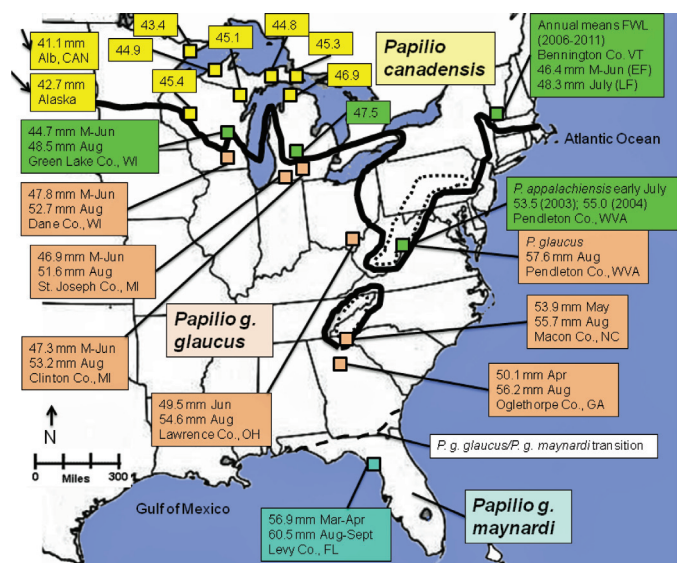 43.4
44.8
45.1
44.9
45.3
41.1 mm
Alb, CAN
Papilio
canadensis
Annual means FWL
(2006-2011)
Bennington Co. VT
46.4 mm M-Jun (EF)
48.3 mm July (LF)
42.7 mm
Alaska
45.4
46.9
47.5
44.7 mm M-Jun
48.5 mm Aug
Green Lake Co., WI
Atlantic Ocean
47.8 mm M-Jun
52.7 mm Aug
Dane Co., WI
P. appalachiensis early July
53.5 (2003); 55.0 (2004)
Pendleton Co., WVA
P. glaucus
57.6 mm Aug
Pendleton Co., WVA
46.9 mm M-Jun
51.6 mm Aug
St. Joseph Co., MI
Papilio g.
glaucus
53.9 mm May
55.7 mm Aug
Macon Co., NC
47.3 mm M-Jun
53.2 mm Aug
Clinton Co., MI
50.1 mm Apr
56.2 mm Aug
Oglethorpe Co., GA
49.5 mm Jun
54.6 mm Aug
Lawrence Co., OH
N
0 Miles 300
P. g. glaucus/P. g. maynardi transition
Gulf of Mexico
Papilio g.
maynardi
56.9 mm Mar-Apr
60.5 mm Aug-Sept
Levy Co., FL